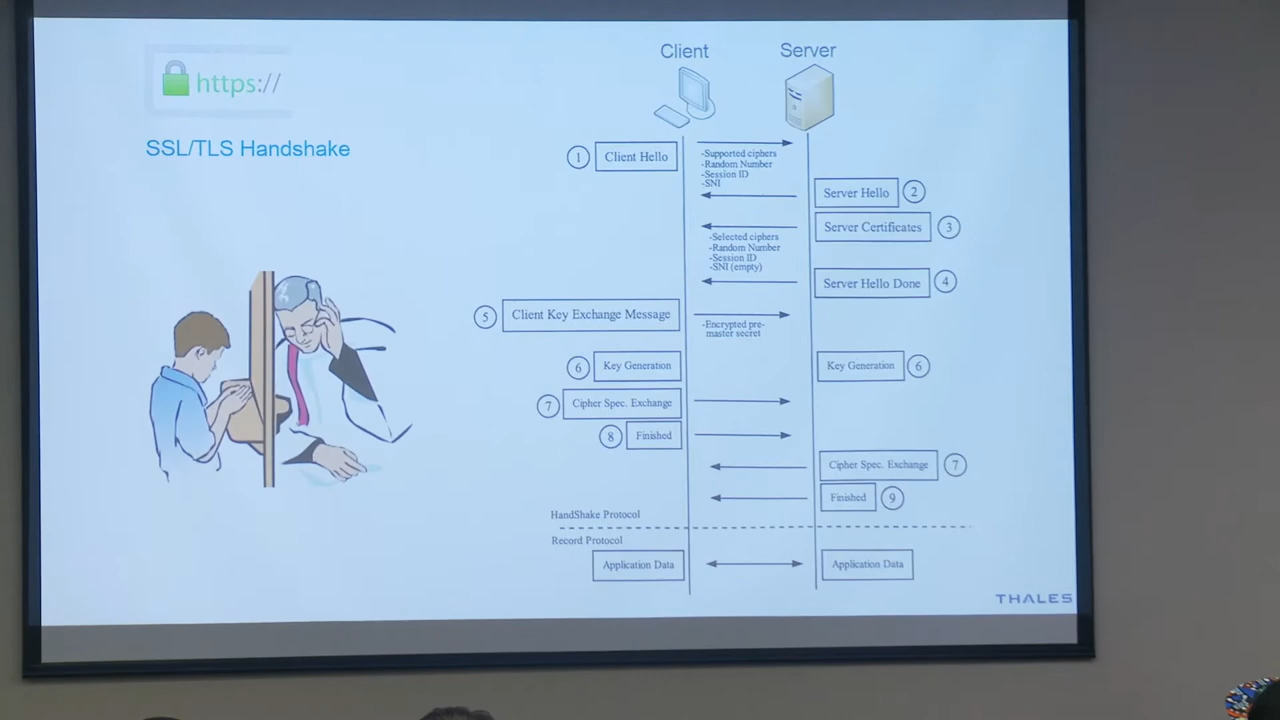 https://
SSL/TLS Handshake
Client
Server
1
Client Hello
-Supported ciphers
-Random Number
-Session ID
-SNI
Server Hello
2
Server Certificates
3
-Selected ciphers
-Random Number
-Session ID
-SNI (empty)
Server Hello Done
4
5
Client Key Exchange Message
-Encrypted pre-
master secret
6
Key Generation
Key Generation
6
7
Cipher Spec. Exchange
8
Finished
Cipher Spec. Exchange
7
Finished
9
HandShake Protocol
Record Protocol
Application Data
Application Data
THALES